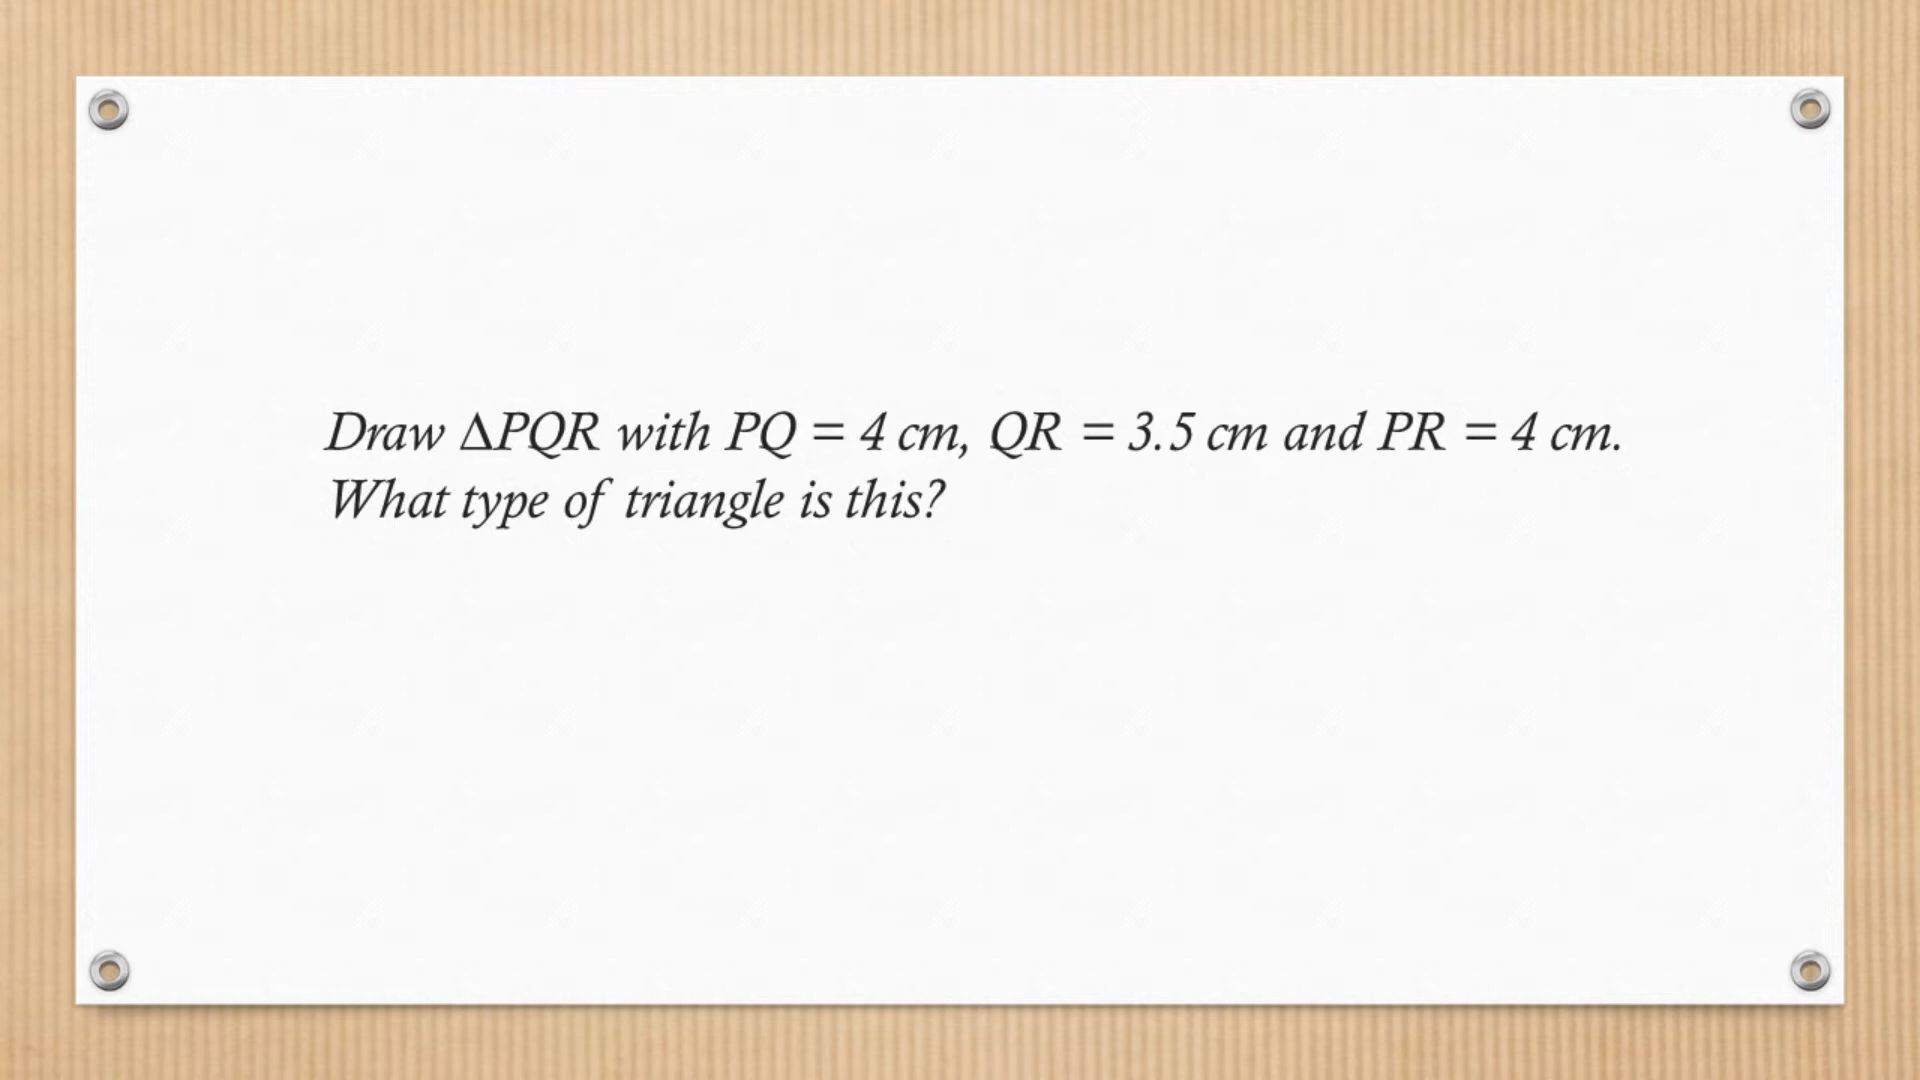 Draw ΔPQR with PQ = 4 cm, QR = 3.5 cm and PR = 4 cm.
What type of triangle is this?